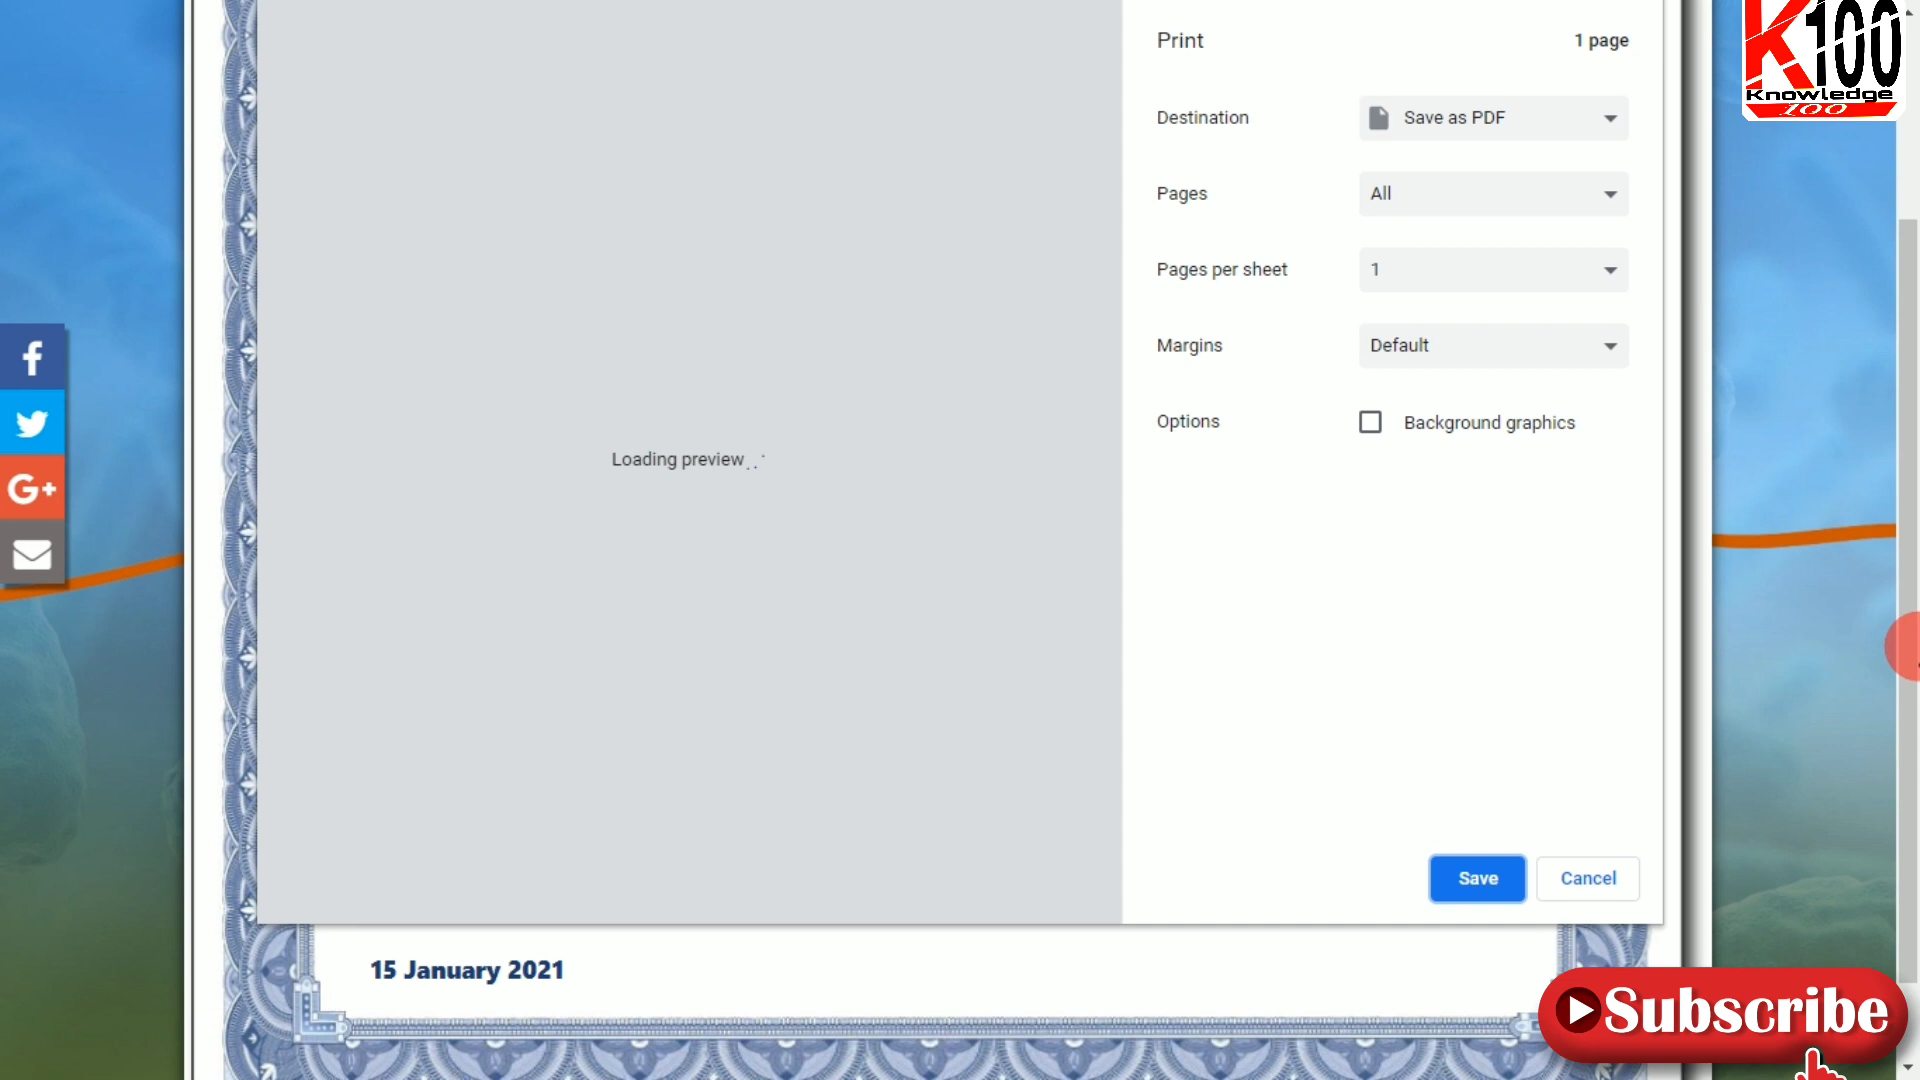 Print 1 page
K100
Knowledge
100
Destination Save as PDF
Pages All
Pages per sheet 1
Margins Default
Options Background graphics
f
G+
Loading preview
Save Cancel
15 January 2021
Subscribe